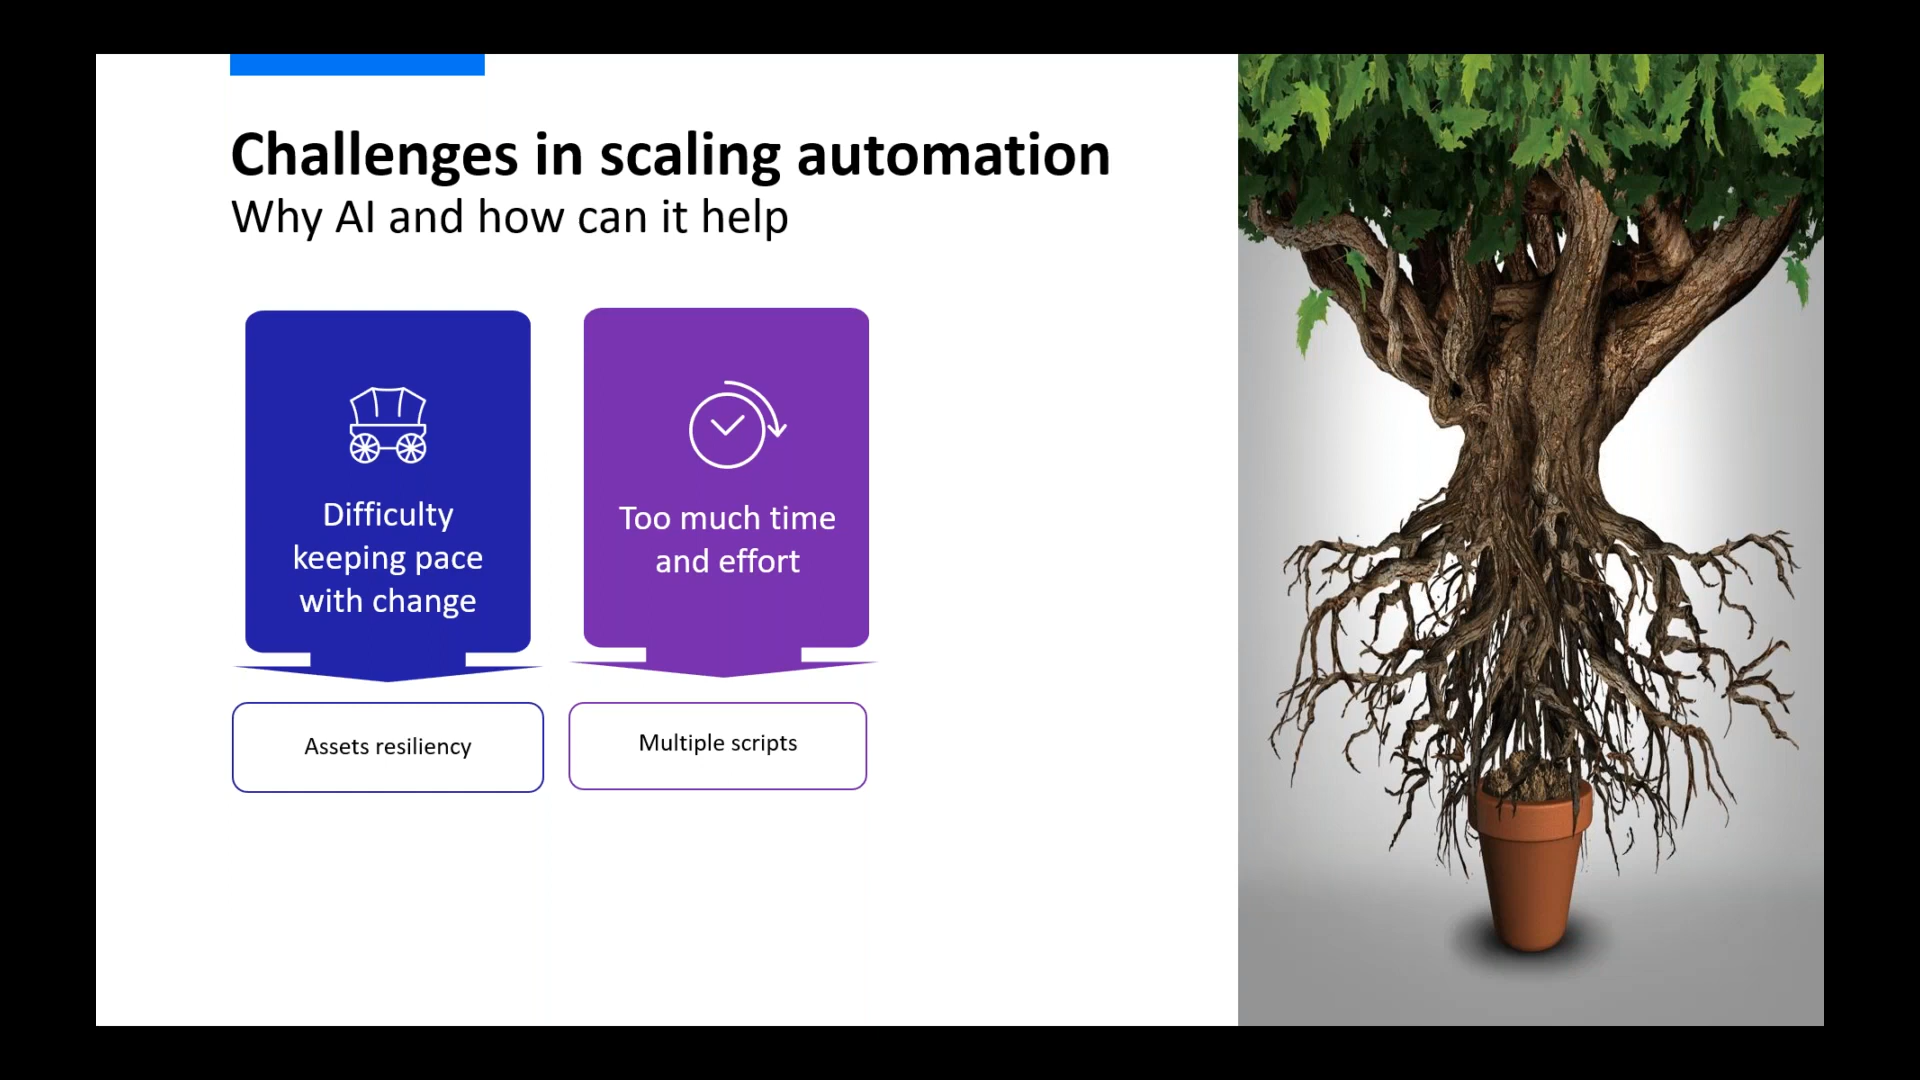 Challenges in scaling automation
Why AI and how can it help
Difficulty
keeping pace
with change
Too much time
and effort
Assets resiliency
Multiple scripts